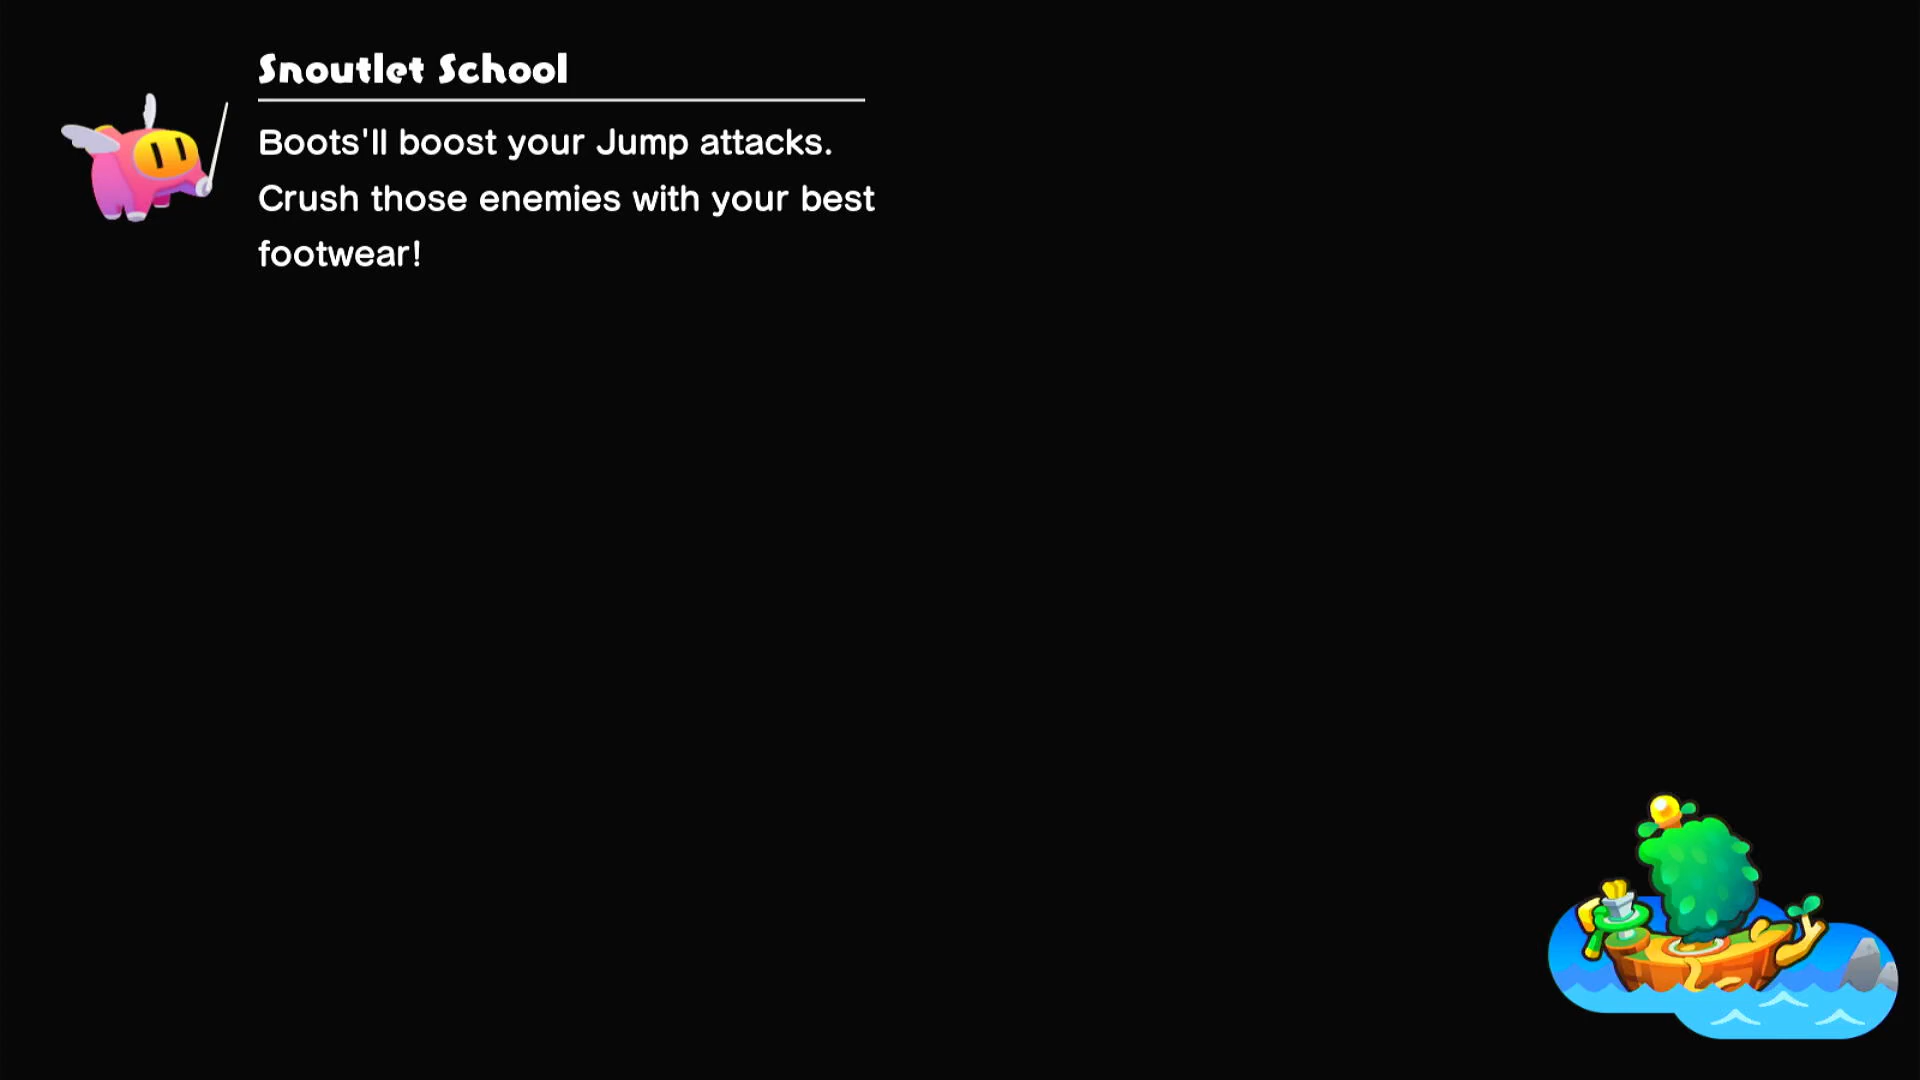 Snoutlet School
Boots'll boost your Jump attacks.
Crush those enemies with your best
footwear!